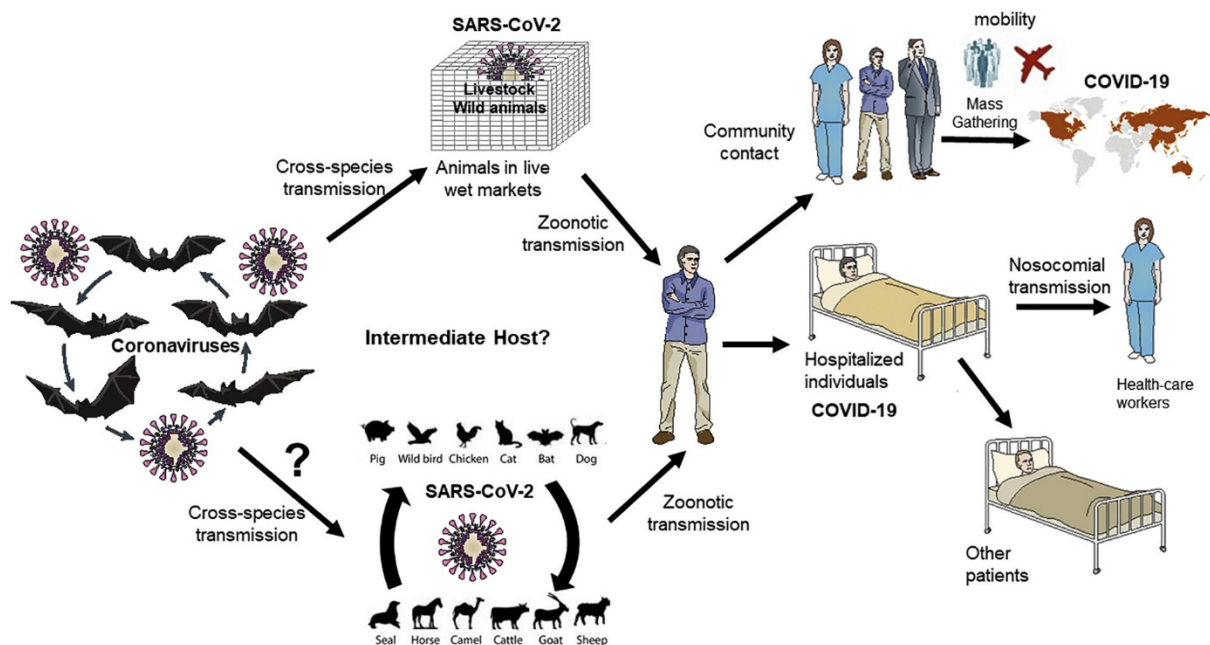 SARS-CoV-2
Livestock
Wild animals
Animals in live
wet markets
Cross-species
transmission
Zoonotic
transmission
Coronaviruses
Intermediate Host?
?
Cross-species
transmission
Pig Wild bird Chicken Cat Bat Dog
SARS-CoV-2
Seal Horse Camel Cattle Goat Sheep
Zoonotic
transmission
Community
contact
mobility
Mass
Gathering
COVID-19
Hospitalized
individuals
COVID-19
Nosocomial
transmission
Health-care
workers
Other
patients